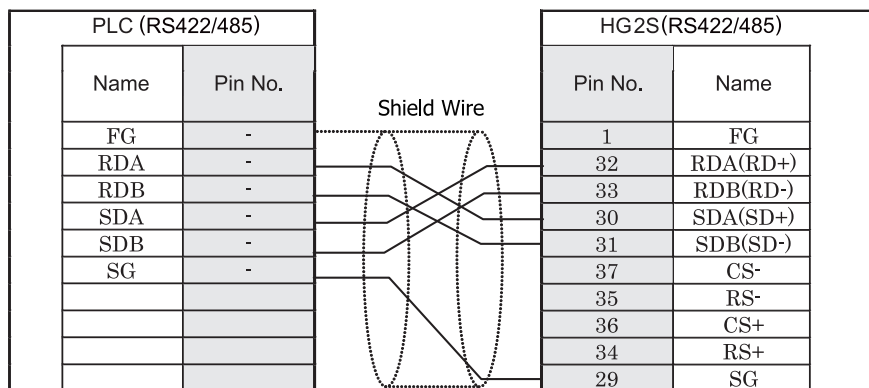 PLC (RS422/485)
Name Pin No.
FG -
RDA -
RDB -
SDA -
SDB -
SG -
Shield Wire
HG2S(RS422/485)
Pin No. Name
1 FG
32 RDA(RD+)
33 RDB(RD-)
30 SDA(SD+)
31 SDB(SD-)
37 CS-
35 RS-
36 CS+
34 RS+
29 SG